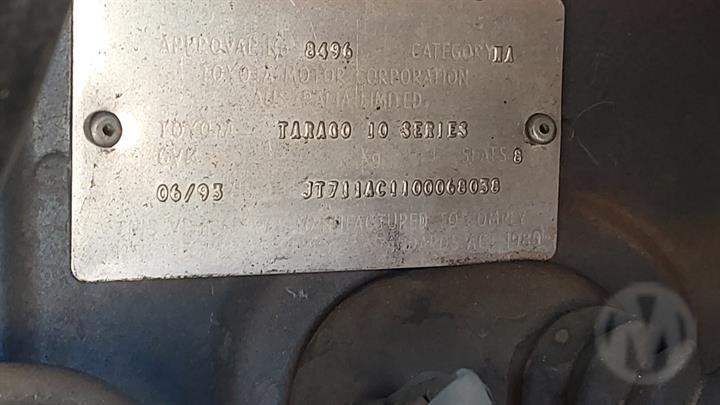 APPROVAL No 8496 CATEGORY MA
TOYOTA MOTOR CORPORATION
AUSTRALIA LIMITED.
TOYOTA TARAGO 10 SERIES
GVM Kg SEATS 8
06/93 JT711AC1100068038
THIS VEHICLE WAS MANUFACTURED TO COMPLY
STANDARDS ACT 1989
M